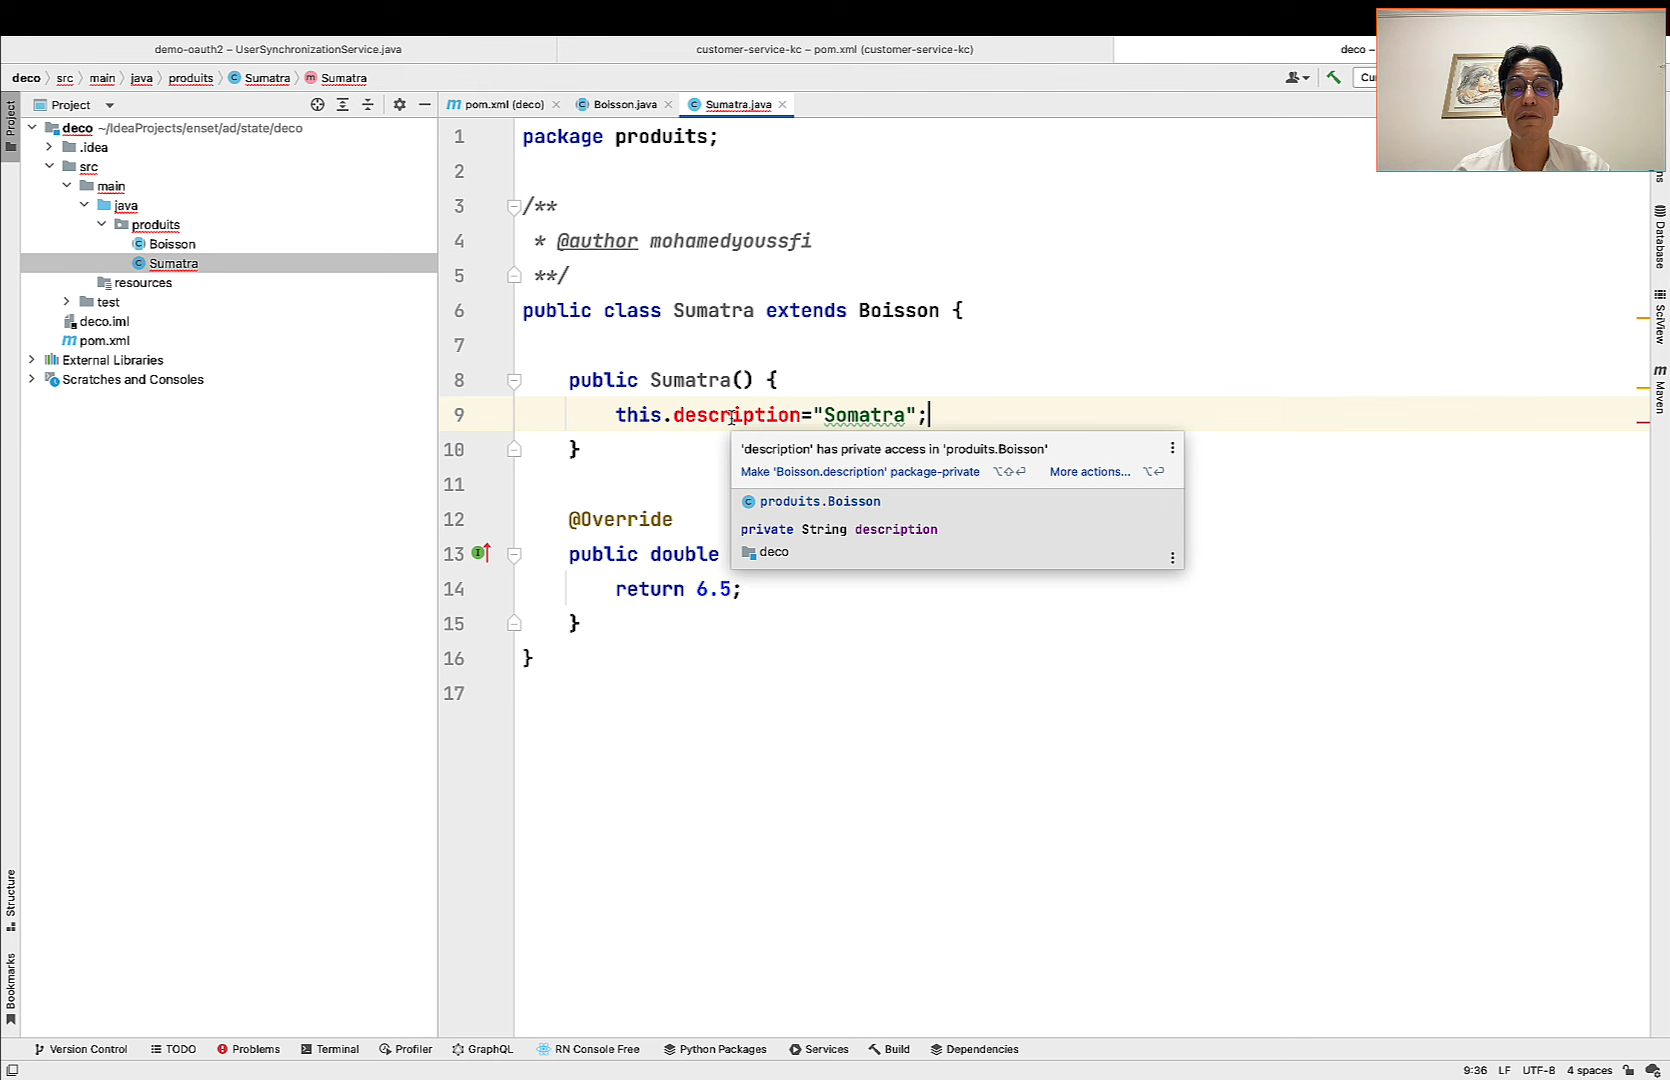 demo-oauth2 – UserSynchronizationService.java
customer-service-kc – pom.xml (customer-service-kc)
deco –
deco src main java produits Sumatra Sumatra
Project
pom.xml (deco) Boisson.java Sumatra.java
Project
deco ~/IdeaProjects/enset/ad/state/deco
.idea
src
main
java
produits
Boisson
Sumatra
resources
test
deco.iml
pom.xml
External Libraries
Scratches and Consoles
1 package produits;
2
3 /**
4 * @author mohamedyoussfi
5 **/
6 public class Sumatra extends Boisson {
7
8 public Sumatra() {
9 this.description="Somatra";
10 }
11
12 @Override
13 public double
14 return 6.5;
15 }
16 }
17
'description' has private access in 'produits.Boisson'
Make 'Boisson.description' package-private ⌥⇧⏎ More actions... ⌥⏎
produits.Boisson
private String description
deco
Database
SciView
Maven
Structure
Bookmarks
Version Control TODO Problems Terminal Profiler GraphQL RN Console Free Python Packages Services Build Dependencies
9:36 LF UTF-8 4 spaces